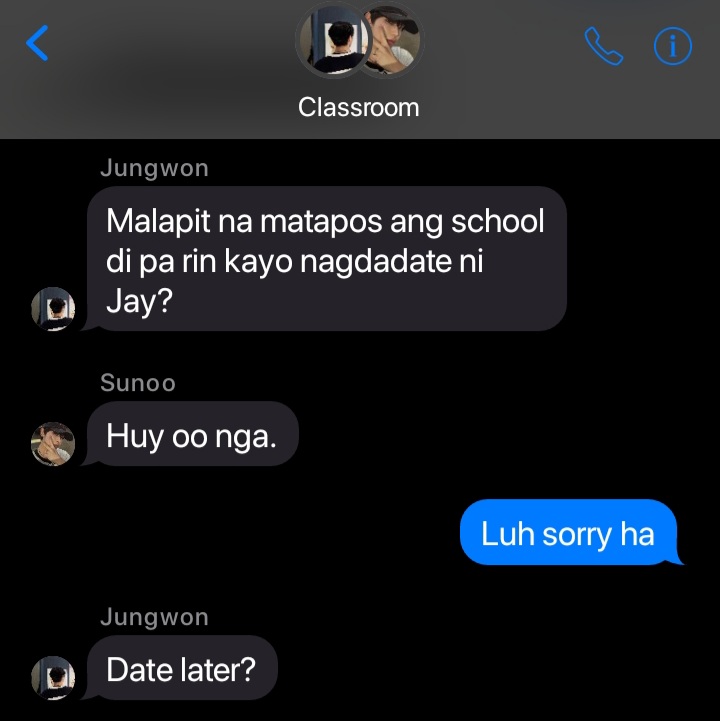 Classroom
Jungwon
Malapit na matapos ang school
di pa rin kayo nagdadate ni
Jay?
Sunoo
Huy oo nga.
Luh sorry ha
Jungwon
Date later?